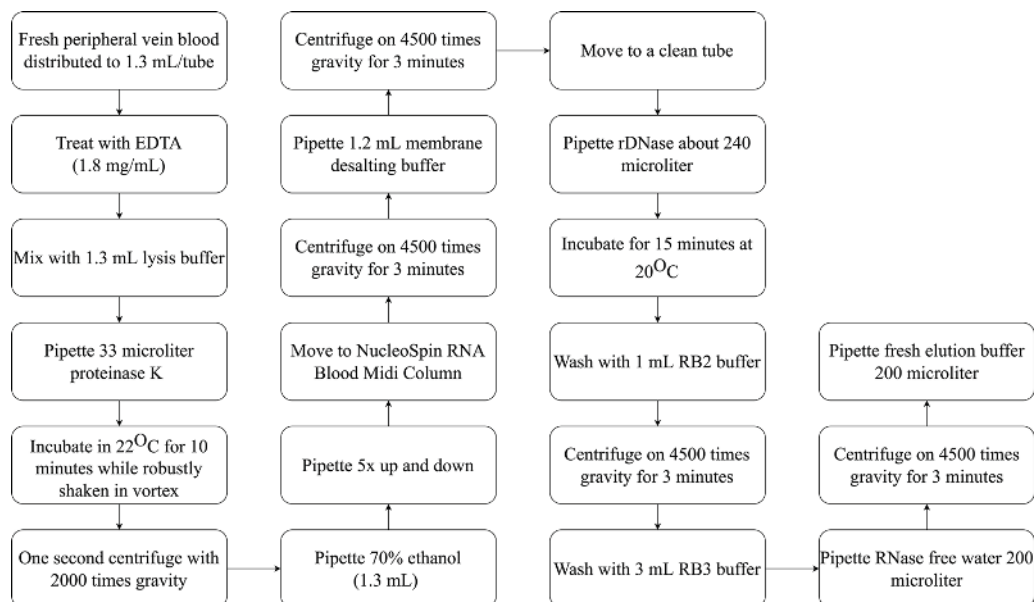 Fresh peripheral vein blood
distributed to 1.3 mL/tube
Treat with EDTA
(1.8 mg/mL)
Mix with 1.3 mL lysis buffer
Pipette 33 microliter
proteinase K
Incubate in 22ᴼC for 10
minutes while robustly
shaken in vortex
One second centrifuge with
2000 times gravity
Pipette 70% ethanol
(1.3 mL)
Pipette 5x up and down
Move to NucleoSpin RNA
Blood Midi Column
Centrifuge on 4500 times
gravity for 3 minutes
Pipette 1.2 mL membrane
desalting buffer
Centrifuge on 4500 times
gravity for 3 minutes
Move to a clean tube
Pipette rDNase about 240
microliter
Incubate for 15 minutes at
20ᴼC
Wash with 1 mL RB2 buffer
Centrifuge on 4500 times
gravity for 3 minutes
Wash with 3 mL RB3 buffer
Pipette RNase free water 200
microliter
Centrifuge on 4500 times
gravity for 3 minutes
Pipette fresh elution buffer
200 microliter